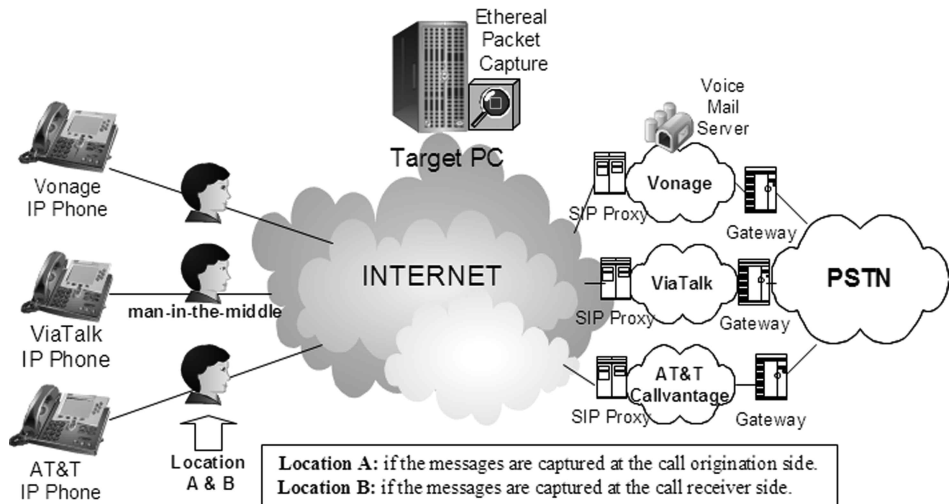 Ethereal
Packet
Capture
Target PC
Voice
Mail
Server
Vonage
IP Phone
SIP Proxy
Vonage
Gateway
ViaTalk
IP Phone
man-in-the-middle
INTERNET
SIP Proxy
ViaTalk
Gateway
PSTN
AT&T
IP Phone
Location
A & B
SIP Proxy
AT&T
Callvantage
Gateway
Location A: if the messages are captured at the call origination side.
Location B: if the messages are captured at the call receiver side.